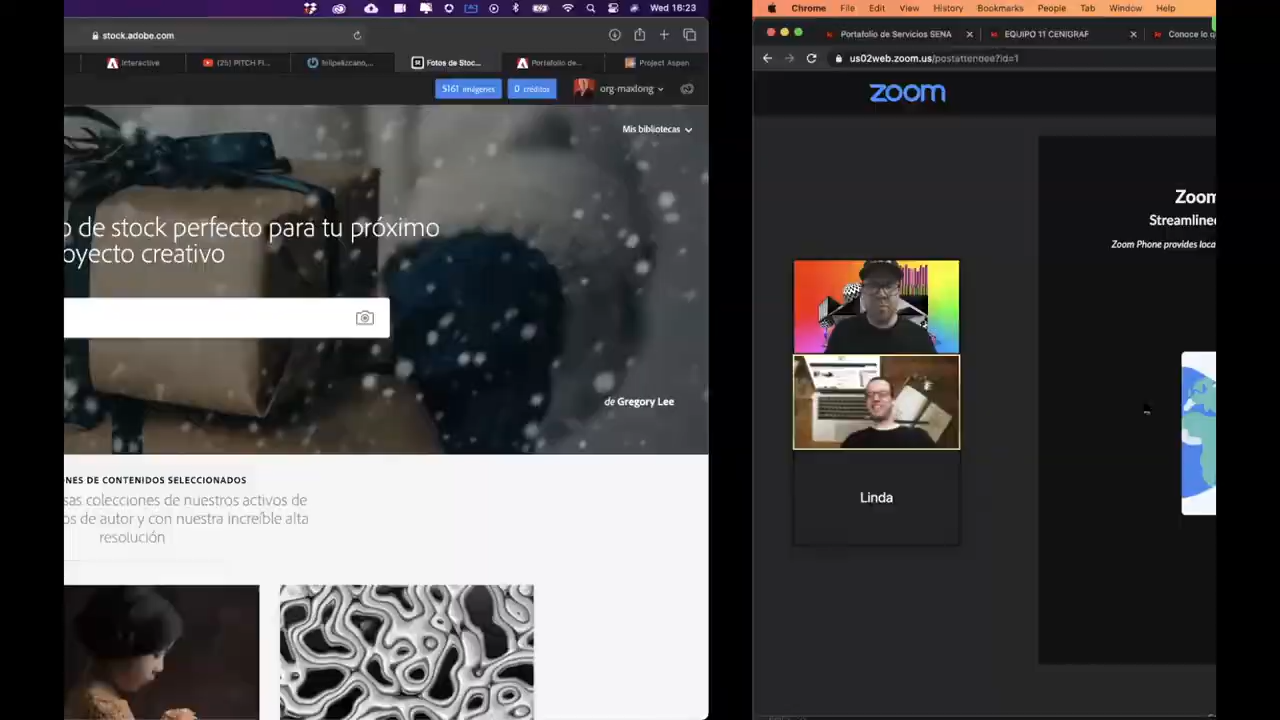 Wed 16:23
stock.adobe.com
Interactive
(25) PITCH FI...
felipelizcano,...
Fotos de Stoc...
Portafolio de...
Project Aspen
5161 imágenes
0 créditos
org-maxlong
Mis bibliotecas
o de stock perfecto para tu próximo
oyecto creativo
de Gregory Lee
NES DE CONTENIDOS SELECCIONADOS
sas colecciones de nuestros activos de
os de autor y con nuestra increíble alta
resolución
Chrome File Edit View History Bookmarks People Tab Window Help
Portafolio de Servicios SENA
EQUIPO 11 CENIGRAF
Conoce lo q
us02web.zoom.us/postattendee?id=1
zoom
Zoom
Streamline
Zoom Phone provides loca
Linda